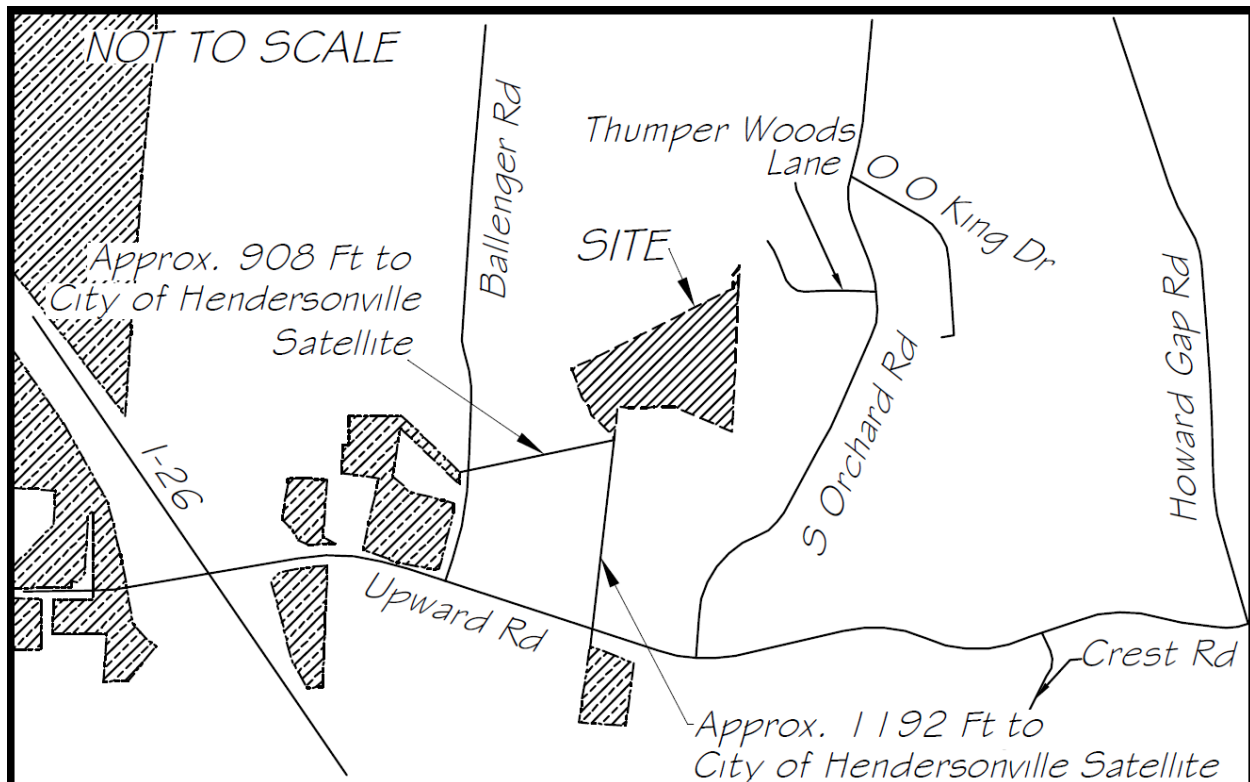 NOT TO SCALE
Ballenger Rd
Thumper Woods
Lane
O O King Dr
SITE
Howard Gap Rd
Approx. 908 Ft to
City of Hendersonville
Satellite
S Orchard Rd
I-26
Upward Rd
Crest Rd
Approx. 1192 Ft to
City of Hendersonville Satellite